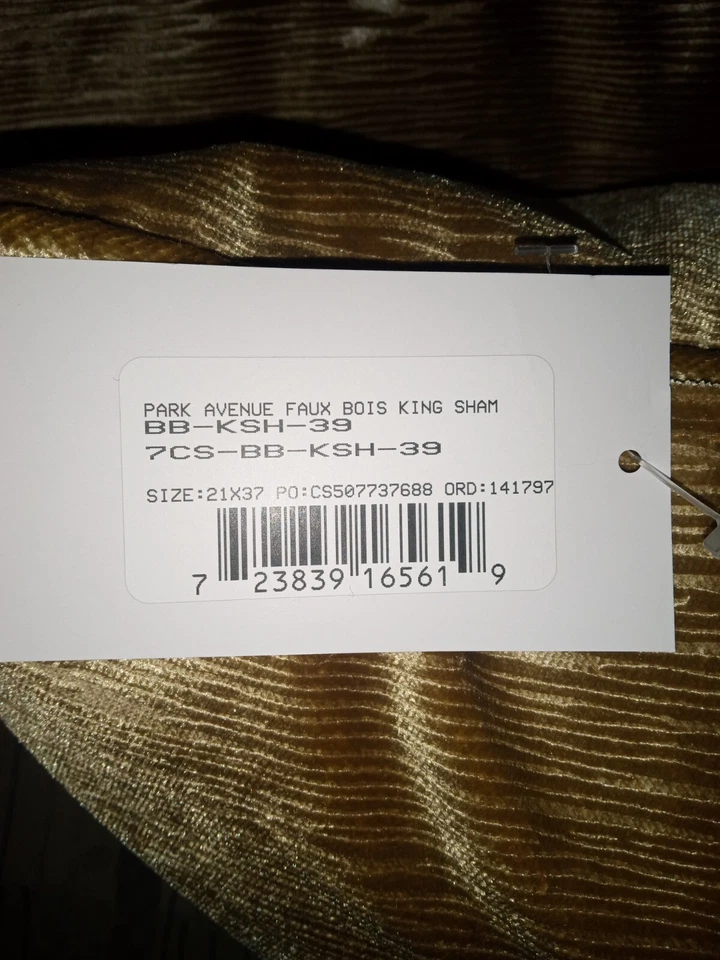 PARK AVENUE FAUX BOIS KING SHAM
BB-KSH-39
7CS-BB-KSH-39
SIZE:21X37 PO:CS507737688 ORD:141797
7 23839 16561 9